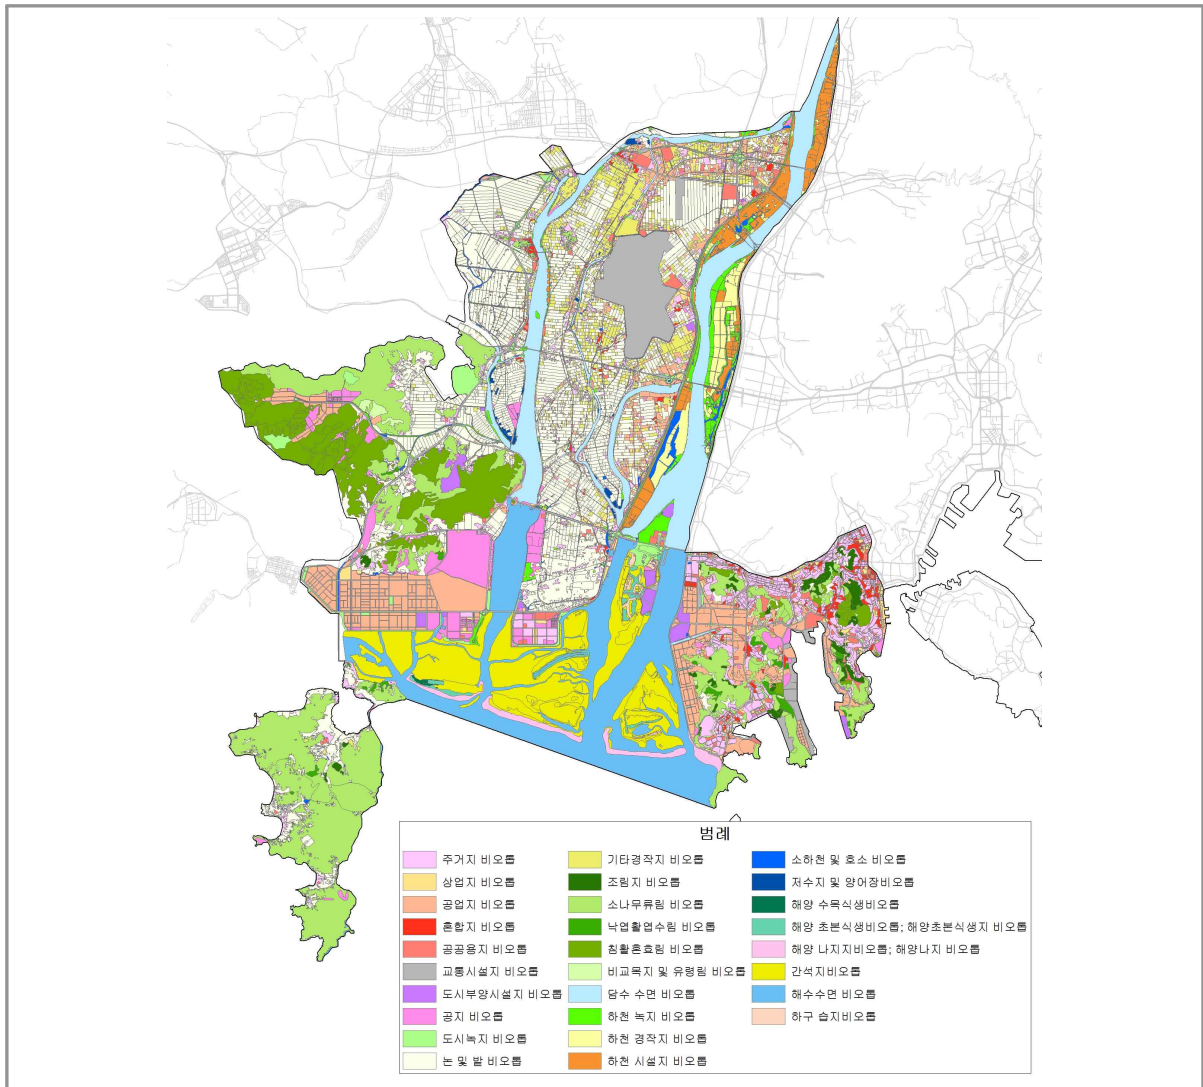 범례
주거지 비오톱
상업지 비오톱
공업지 비오톱
혼합지 비오톱
공공용지 비오톱
교통시설지 비오톱
도시부양시설지 비오톱
공지 비오톱
도시녹지 비오톱
논 및 밭 비오톱
기타경작지 비오톱
조림지 비오톱
소나무류림 비오톱
낙엽활엽수림 비오톱
침활혼효림 비오톱
비교목지 및 유령림 비오톱
담수 수면 비오톱
하천 녹지 비오톱
하천 경작지 비오톱
하천 시설지 비오톱
소하천 및 호소 비오톱
저수지 및 양어장비오톱
해양 수목식생비오톱
해양 초본식생비오톱; 해양초본식생지 비오톱
해양 나지지비오톱; 해양나지 비오톱
간석지비오톱
해수수면 비오톱
하구 습지비오톱